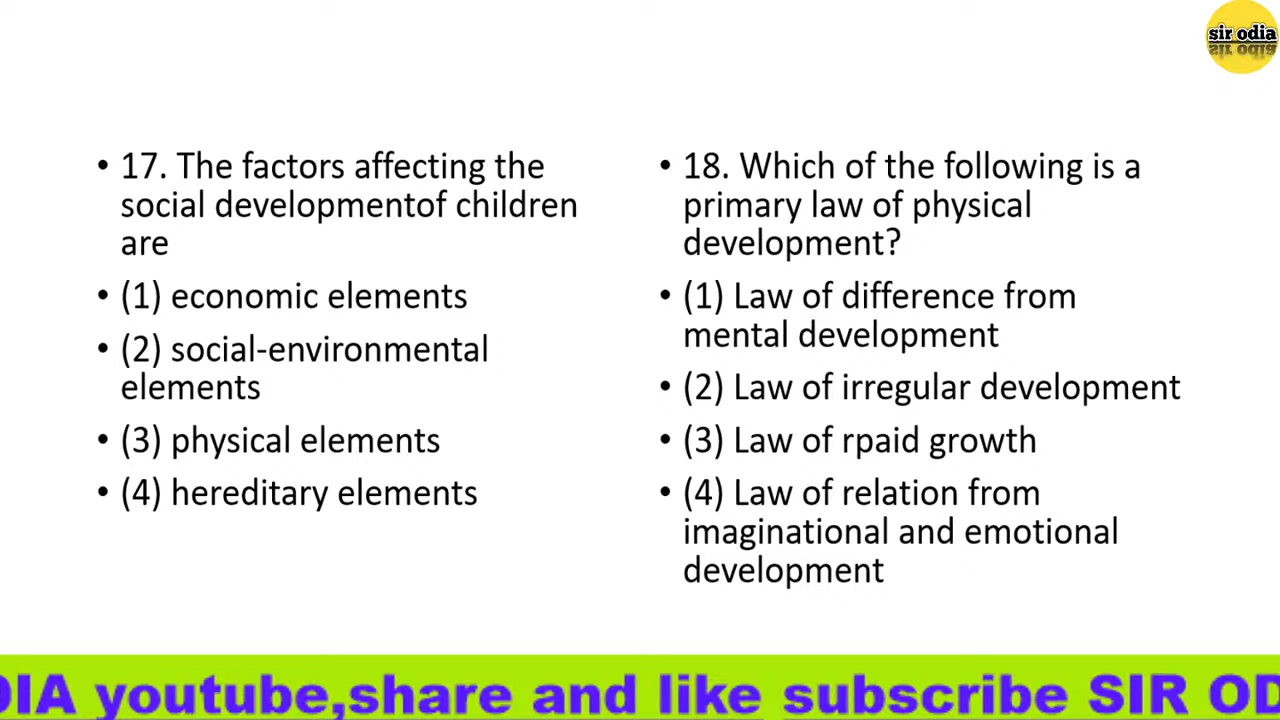 sir odia
• 17. The factors affecting the
social developmentof children
are
• (1) economic elements
• (2) social-environmental
elements
• (3) physical elements
• (4) hereditary elements
• 18. Which of the following is a
primary law of physical
development?
• (1) Law of difference from
mental development
• (2) Law of irregular development
• (3) Law of rpaid growth
• (4) Law of relation from
imaginational and emotional
development
DIA youtube,share and like subscribe SIR OD